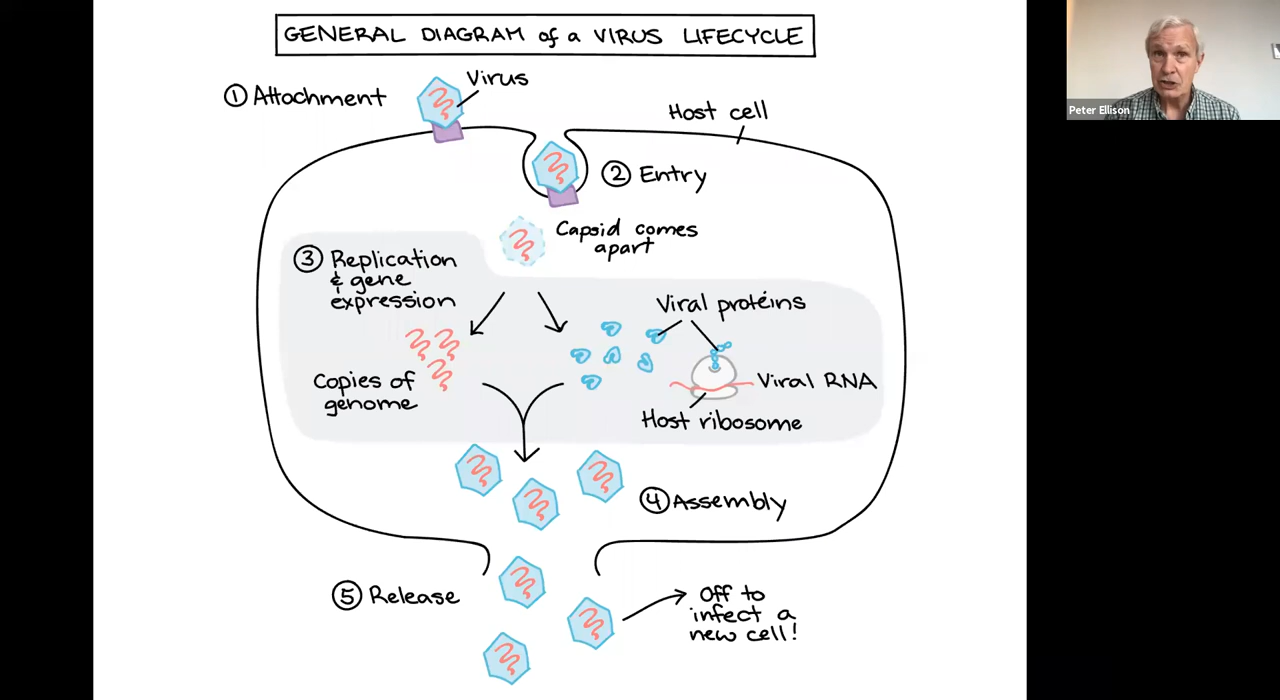 GENERAL DIAGRAM of a VIRUS LIFECYCLE
Virus
① Attachment
Host cell
Peter Ellison
② Entry
Capsid comes
apart
③ Replication
& gene
expression
Viral proteins
Copies of
genome
Viral RNA
Host ribosome
④ Assembly
⑤ Release
Off to
infect a
new cell!